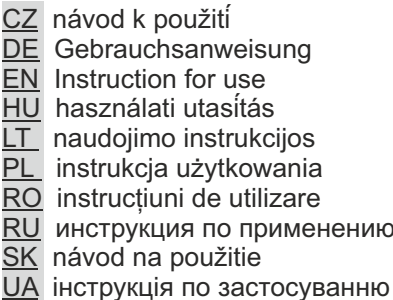 CZ návod k použití
DE Gebrauchsanweisung
EN Instruction for use
HU használati utasítás
LT naudojimo instrukcijos
PL instrukcja użytkowania
RO instrucțiuni de utilizare
RU инструкция по применению
SK návod na použitie
UA інструкція по застосуванню